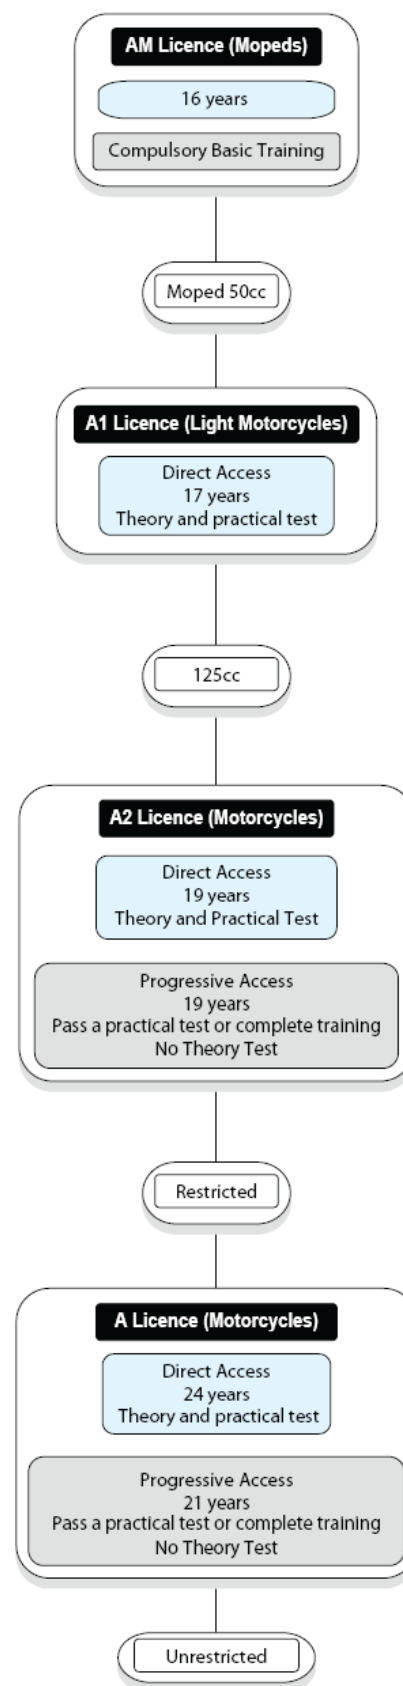 AM Licence (Mopeds)
16 years
Compulsory Basic Training
Moped 50cc
A1 Licence (Light Motorcycles)
Direct Access
17 years
Theory and practical test
125cc
A2 Licence (Motorcycles)
Direct Access
19 years
Theory and Practical Test
Progressive Access
19 years
Pass a practical test or complete training
No Theory Test
Restricted
A Licence (Motorcycles)
Direct Access
24 years
Theory and practical test
Progressive Access
21 years
Pass a practical test or complete training
No Theory Test
Unrestricted